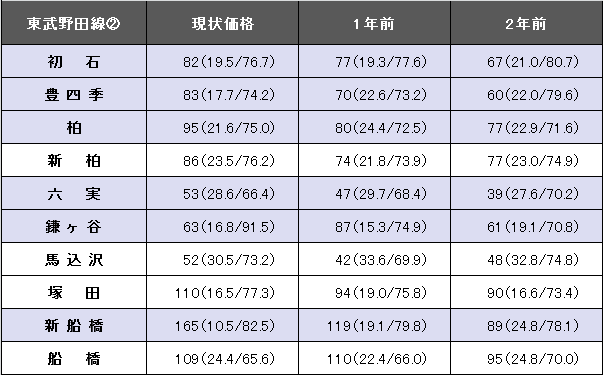 東武野田線② 現状価格 1年前 2年前
初石 82(19.5/76.7) 77(19.3/77.6) 67(21.0/80.7)
豊四季 83(17.7/74.2) 70(22.6/73.2) 60(22.0/79.6)
柏 95(21.6/75.0) 80(24.4/72.5) 77(22.9/71.6)
新柏 86(23.5/76.2) 74(21.8/73.9) 77(23.0/74.9)
六実 53(28.6/66.4) 47(29.7/68.4) 39(27.6/70.2)
鎌ヶ谷 63(16.8/91.5) 87(15.3/74.9) 61(19.1/70.8)
馬込沢 52(30.5/73.2) 42(33.6/69.9) 48(32.8/74.8)
塚田 110(16.5/77.3) 94(19.0/75.8) 90(16.6/73.4)
新船橋 165(10.5/82.5) 119(19.1/79.8) 89(24.8/78.1)
船橋 109(24.4/65.6) 110(22.4/66.0) 95(24.8/70.0)